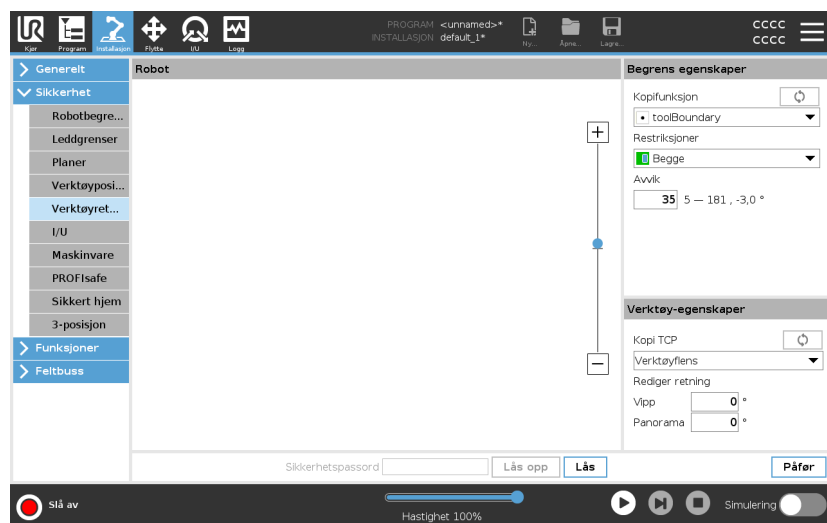 PROGRAM <unnamed>*
INSTALLASJON default_1*
CCCC
CCCC
Kjør Program Installasjon Flytte I/U Logg Ny... Åpne... Lagre...
Generelt
Sikkerhet
Robotbegre...
Leddgrenser
Planer
Verktøyposi...
Verktøyret...
I/U
Maskinvare
PROFIsafe
Sikkert hjem
3-posisjon
Funksjoner
Feltbuss
Robot
Begrens egenskaper
Kopifunksjon
toolBoundary
Restriksjoner
Begge
Avvik
35 5 — 181 , -3,0 °
Verktøy-egenskaper
Kopi TCP
Verktøyflens
Rediger retning
Vipp 0 °
Panorama 0 °
Sikkerhetspassord Lås opp Lås Påfør
Slå av
Hastighet 100%
Simulering